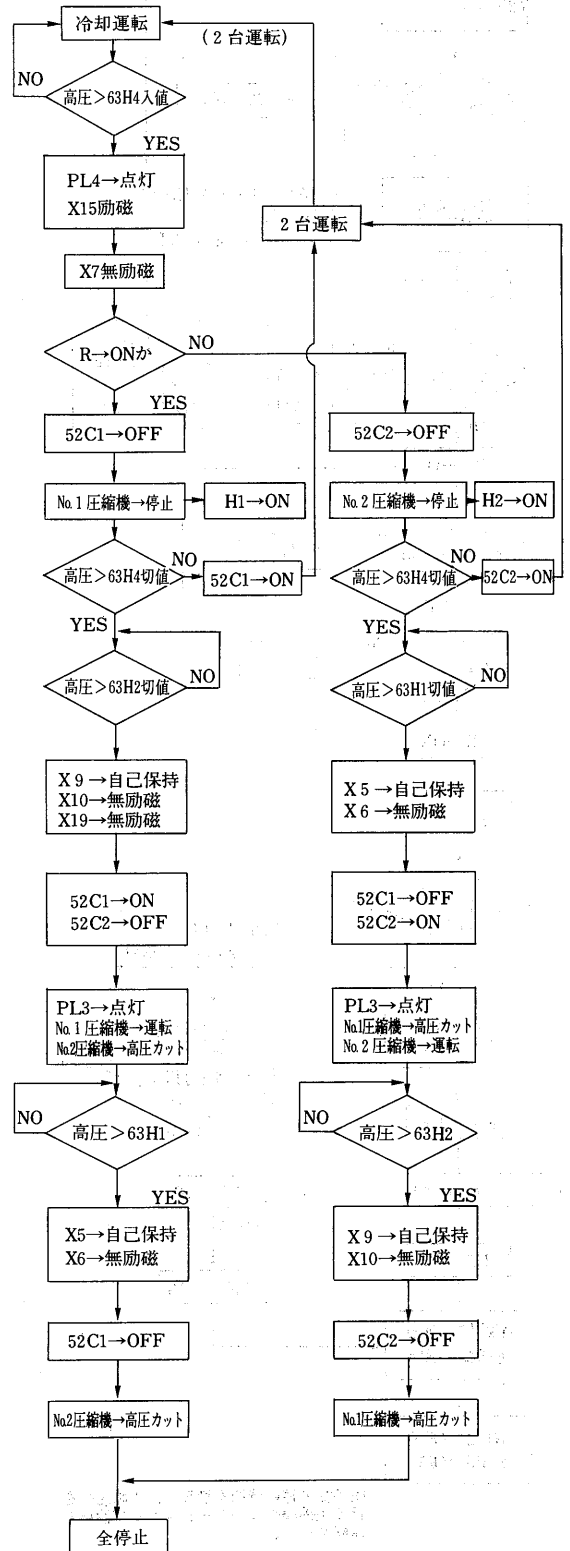 冷却運転
(2台運転)
NO
高圧>63H4入値
YES
PL4→点灯
X15励磁
2台運転
X7無励磁
R→ONか
NO
YES
52C1→OFF
52C2→OFF
No.1圧縮機→停止
H1→ON
No.2圧縮機→停止
H2→ON
高圧>63H4切値
NO
52C1→ON
高圧>63H4切値
NO
52C2→ON
YES
YES
高圧>63H2切値
NO
高圧>63H1切値
NO
X9→自己保持
X10→無励磁
X19→無励磁
X5→自己保持
X6→無励磁
52C1→ON
52C2→OFF
52C1→OFF
52C2→ON
PL3→点灯
No.1圧縮機→運転
No.2圧縮機→高圧カット
PL3→点灯
No.1圧縮機→高圧カット
No.2圧縮機→運転
NO
高圧>63H1
NO
高圧>63H2
YES
YES
X5→自己保持
X6→無励磁
X9→自己保持
X10→無励磁
52C1→OFF
52C2→OFF
No.2圧縮機→高圧カット
No.1圧縮機→高圧カット
全停止